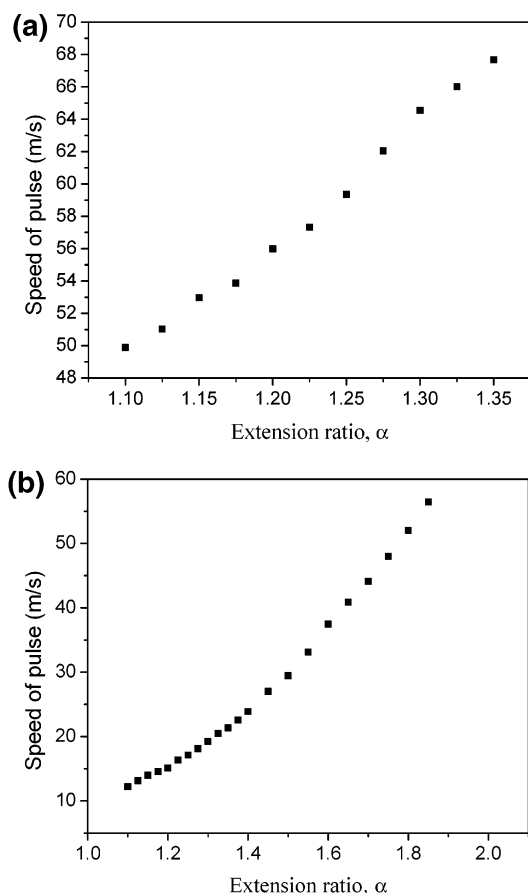 (a)
70
68
66
64
62
60
58
56
54
52
50
48
Speed of pulse (m/s)
1.10 1.15 1.20 1.25 1.30 1.35
Extension ratio, α
(b)
60
50
40
30
20
10
Speed of pulse (m/s)
1.0 1.2 1.4 1.6 1.8 2.0
Extension ratio, α